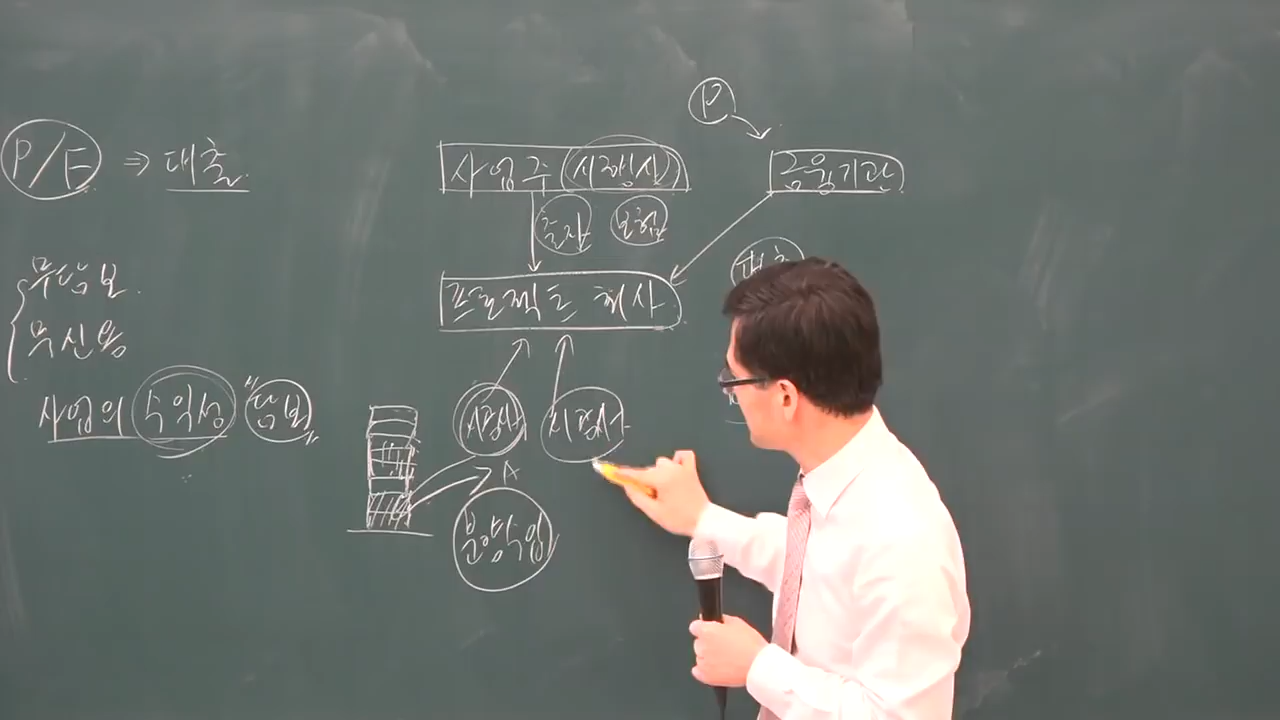 P
P/F ⇒ 대출
사업주 (시행사)
금융기관
출자 보험
무담보.
무신용
프로젝트 회사
사업의 수익성 "담보"
시공사 시공사
A
분양수입